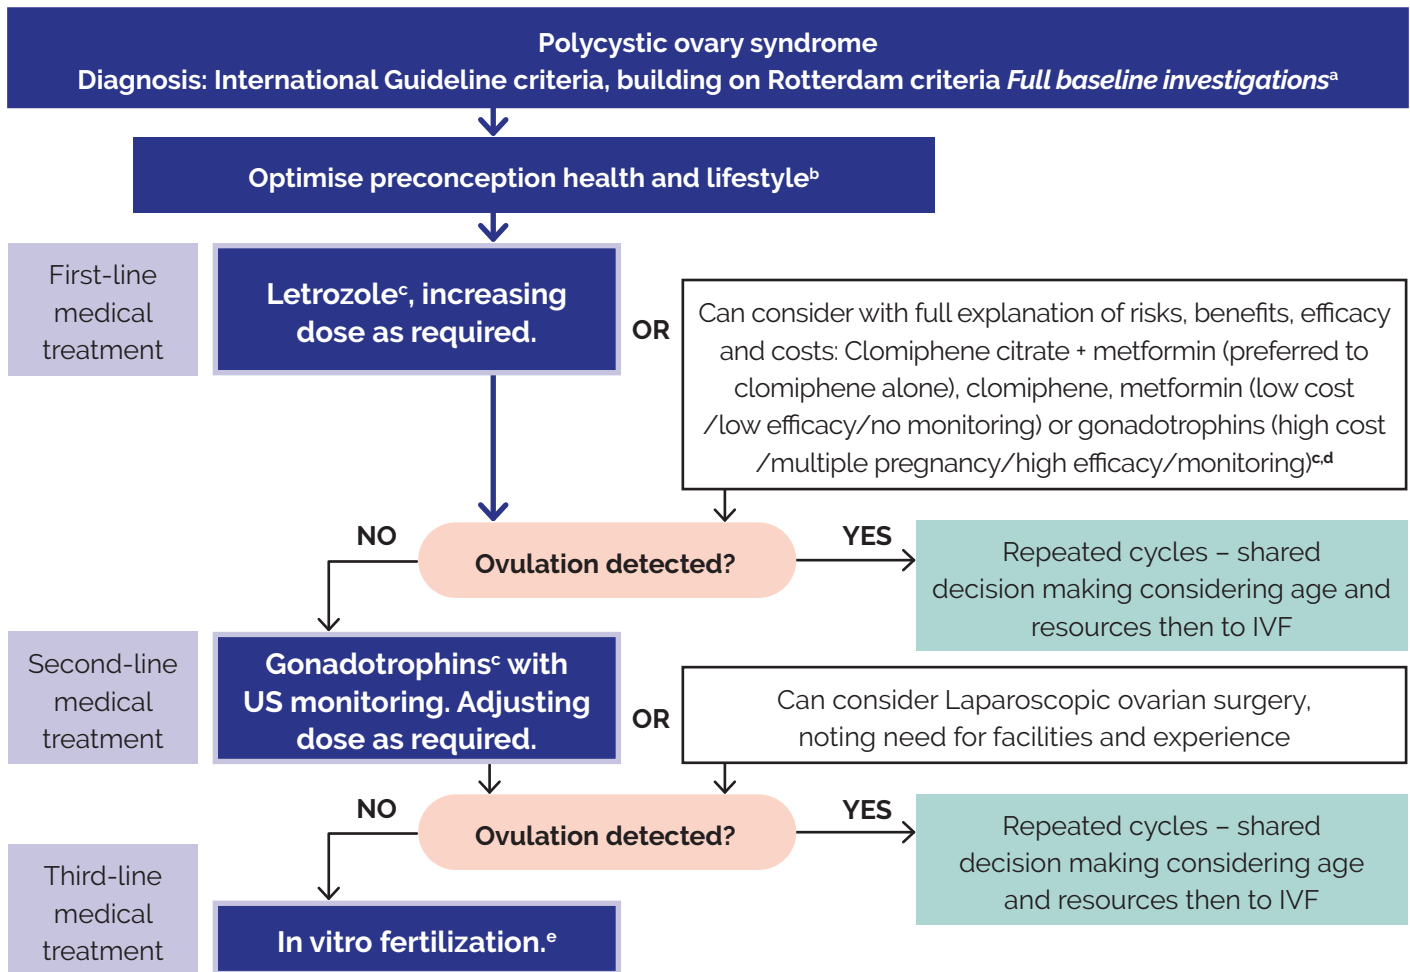 Polycystic ovary syndrome
Diagnosis: International Guideline criteria, building on Rotterdam criteria Full baseline investigationsᵃ
Optimise preconception health and lifestyleᵇ
First-line
medical
treatment
Letrozoleᶜ, increasing
dose as required.
OR
Can consider with full explanation of risks, benefits, efficacy
and costs: Clomiphene citrate + metformin (preferred to
clomiphene alone), clomiphene, metformin (low cost
/low efficacy/no monitoring) or gonadotrophins (high cost
/multiple pregnancy/high efficacy/monitoring)ᶜ,ᵈ
NO
Ovulation detected?
YES
Repeated cycles – shared
decision making considering age and
resources then to IVF
Second-line
medical
treatment
Gonadotrophinsᶜ with
US monitoring. Adjusting
dose as required.
OR
Can consider Laparoscopic ovarian surgery,
noting need for facilities and experience
NO
Ovulation detected?
YES
Repeated cycles – shared
decision making considering age
and resources then to IVF
Third-line
medical
treatment
In vitro fertilization.ᵉ